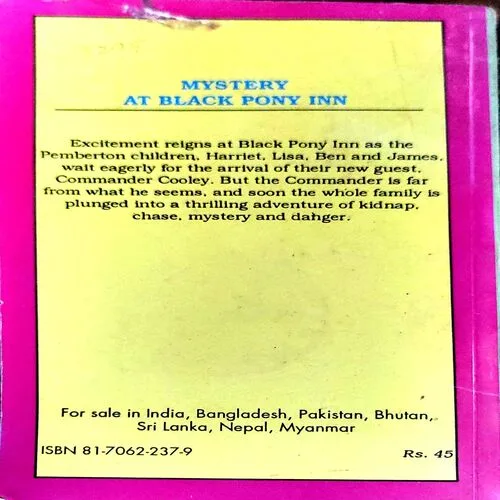 MYSTERY
AT BLACK PONY INN
Excitement reigns at Black Pony Inn as the
Pemberton children, Harriet, Lisa, Ben and James,
wait eagerly for the arrival of their new guest,
Commander Cooley. But the Commander is far
from what he seems, and soon the whole family is
plunged into a thrilling adventure of kidnap,
chase, mystery and danger.
For sale in India, Bangladesh, Pakistan, Bhutan,
Sri Lanka, Nepal, Myanmar
ISBN 81-7062-237-9 Rs. 45